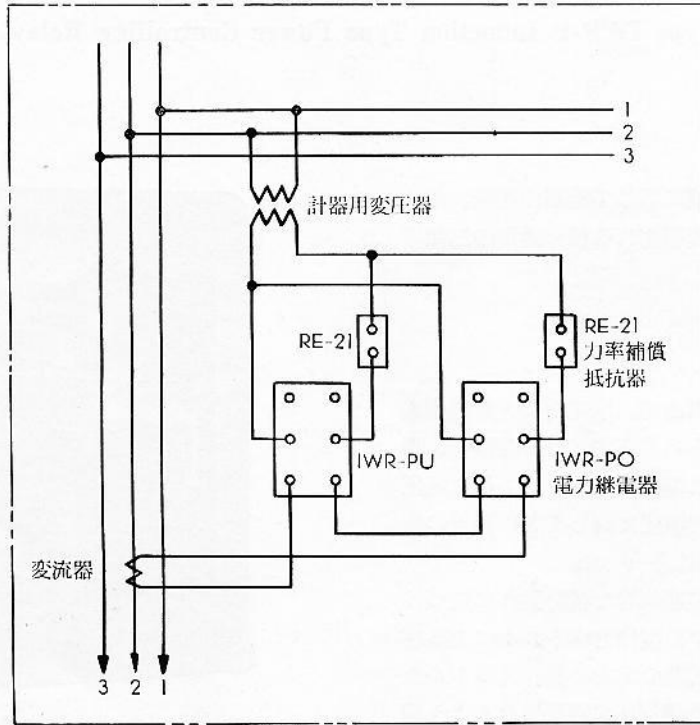 1
2
3
計器用変圧器
RE-21
RE-21
力率補償
抵抗器
IWR-PU
IWR-PO
電力継電器
変流器
3 2 1